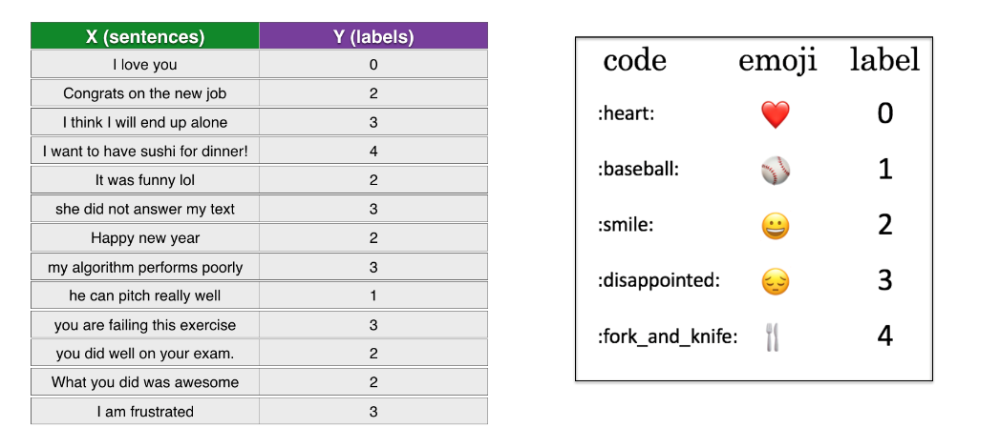 X (sentences) Y (labels)
I love you 0
Congrats on the new job 2
I think I will end up alone 3
I want to have sushi for dinner! 4
It was funny lol 2
she did not answer my text 3
Happy new year 2
my algorithm performs poorly 3
he can pitch really well 1
you are failing this exercise 3
you did well on your exam. 2
What you did was awesome 2
I am frustrated 3
code emoji label
:heart: ❤️ 0
:baseball: ⚾ 1
:smile: 😀 2
:disappointed: 😔 3
:fork_and_knife: 🍴 4